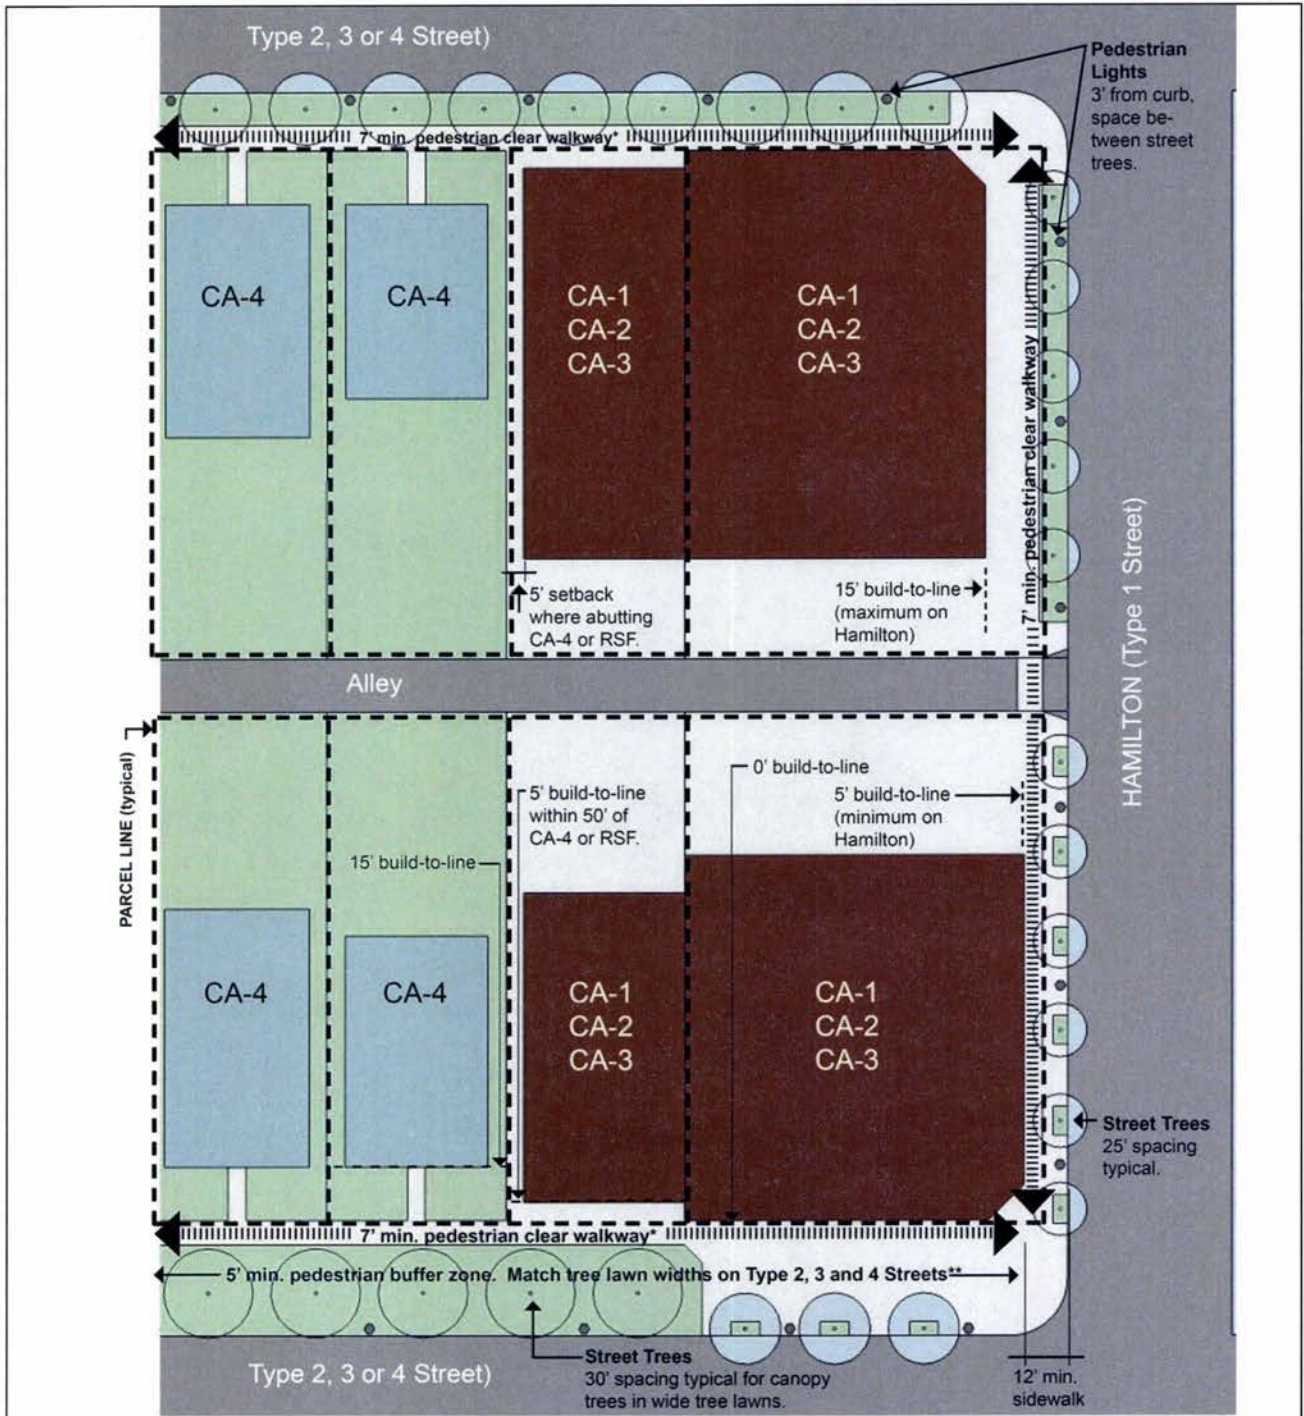 Type 2, 3 or 4 Street)
Pedestrian
Lights
3' from curb,
space be-
tween street
trees.
7' min. pedestrian clear walkway*
CA-4
CA-4
CA-1
CA-2
CA-3
CA-1
CA-2
CA-3
7' min. pedestrian clear walkway
HAMILTON (Type 1 Street)
5' setback
where abutting
CA-4 or RSF.
15' build-to-line
(maximum on
Hamilton)
Alley
PARCEL LINE (typical)
0' build-to-line
5' build-to-line
within 50' of
CA-4 or RSF.
5' build-to-line
(minimum on
Hamilton)
15' build-to-line
CA-4
CA-4
CA-1
CA-2
CA-3
CA-1
CA-2
CA-3
Street Trees
25' spacing
typical.
7' min. pedestrian clear walkway*
5' min. pedestrian buffer zone. Match tree lawn widths on Type 2, 3 and 4 Streets**
Type 2, 3 or 4 Street)
Street Trees
30' spacing typical for canopy
trees in wide tree lawns.
12' min.
sidewalk